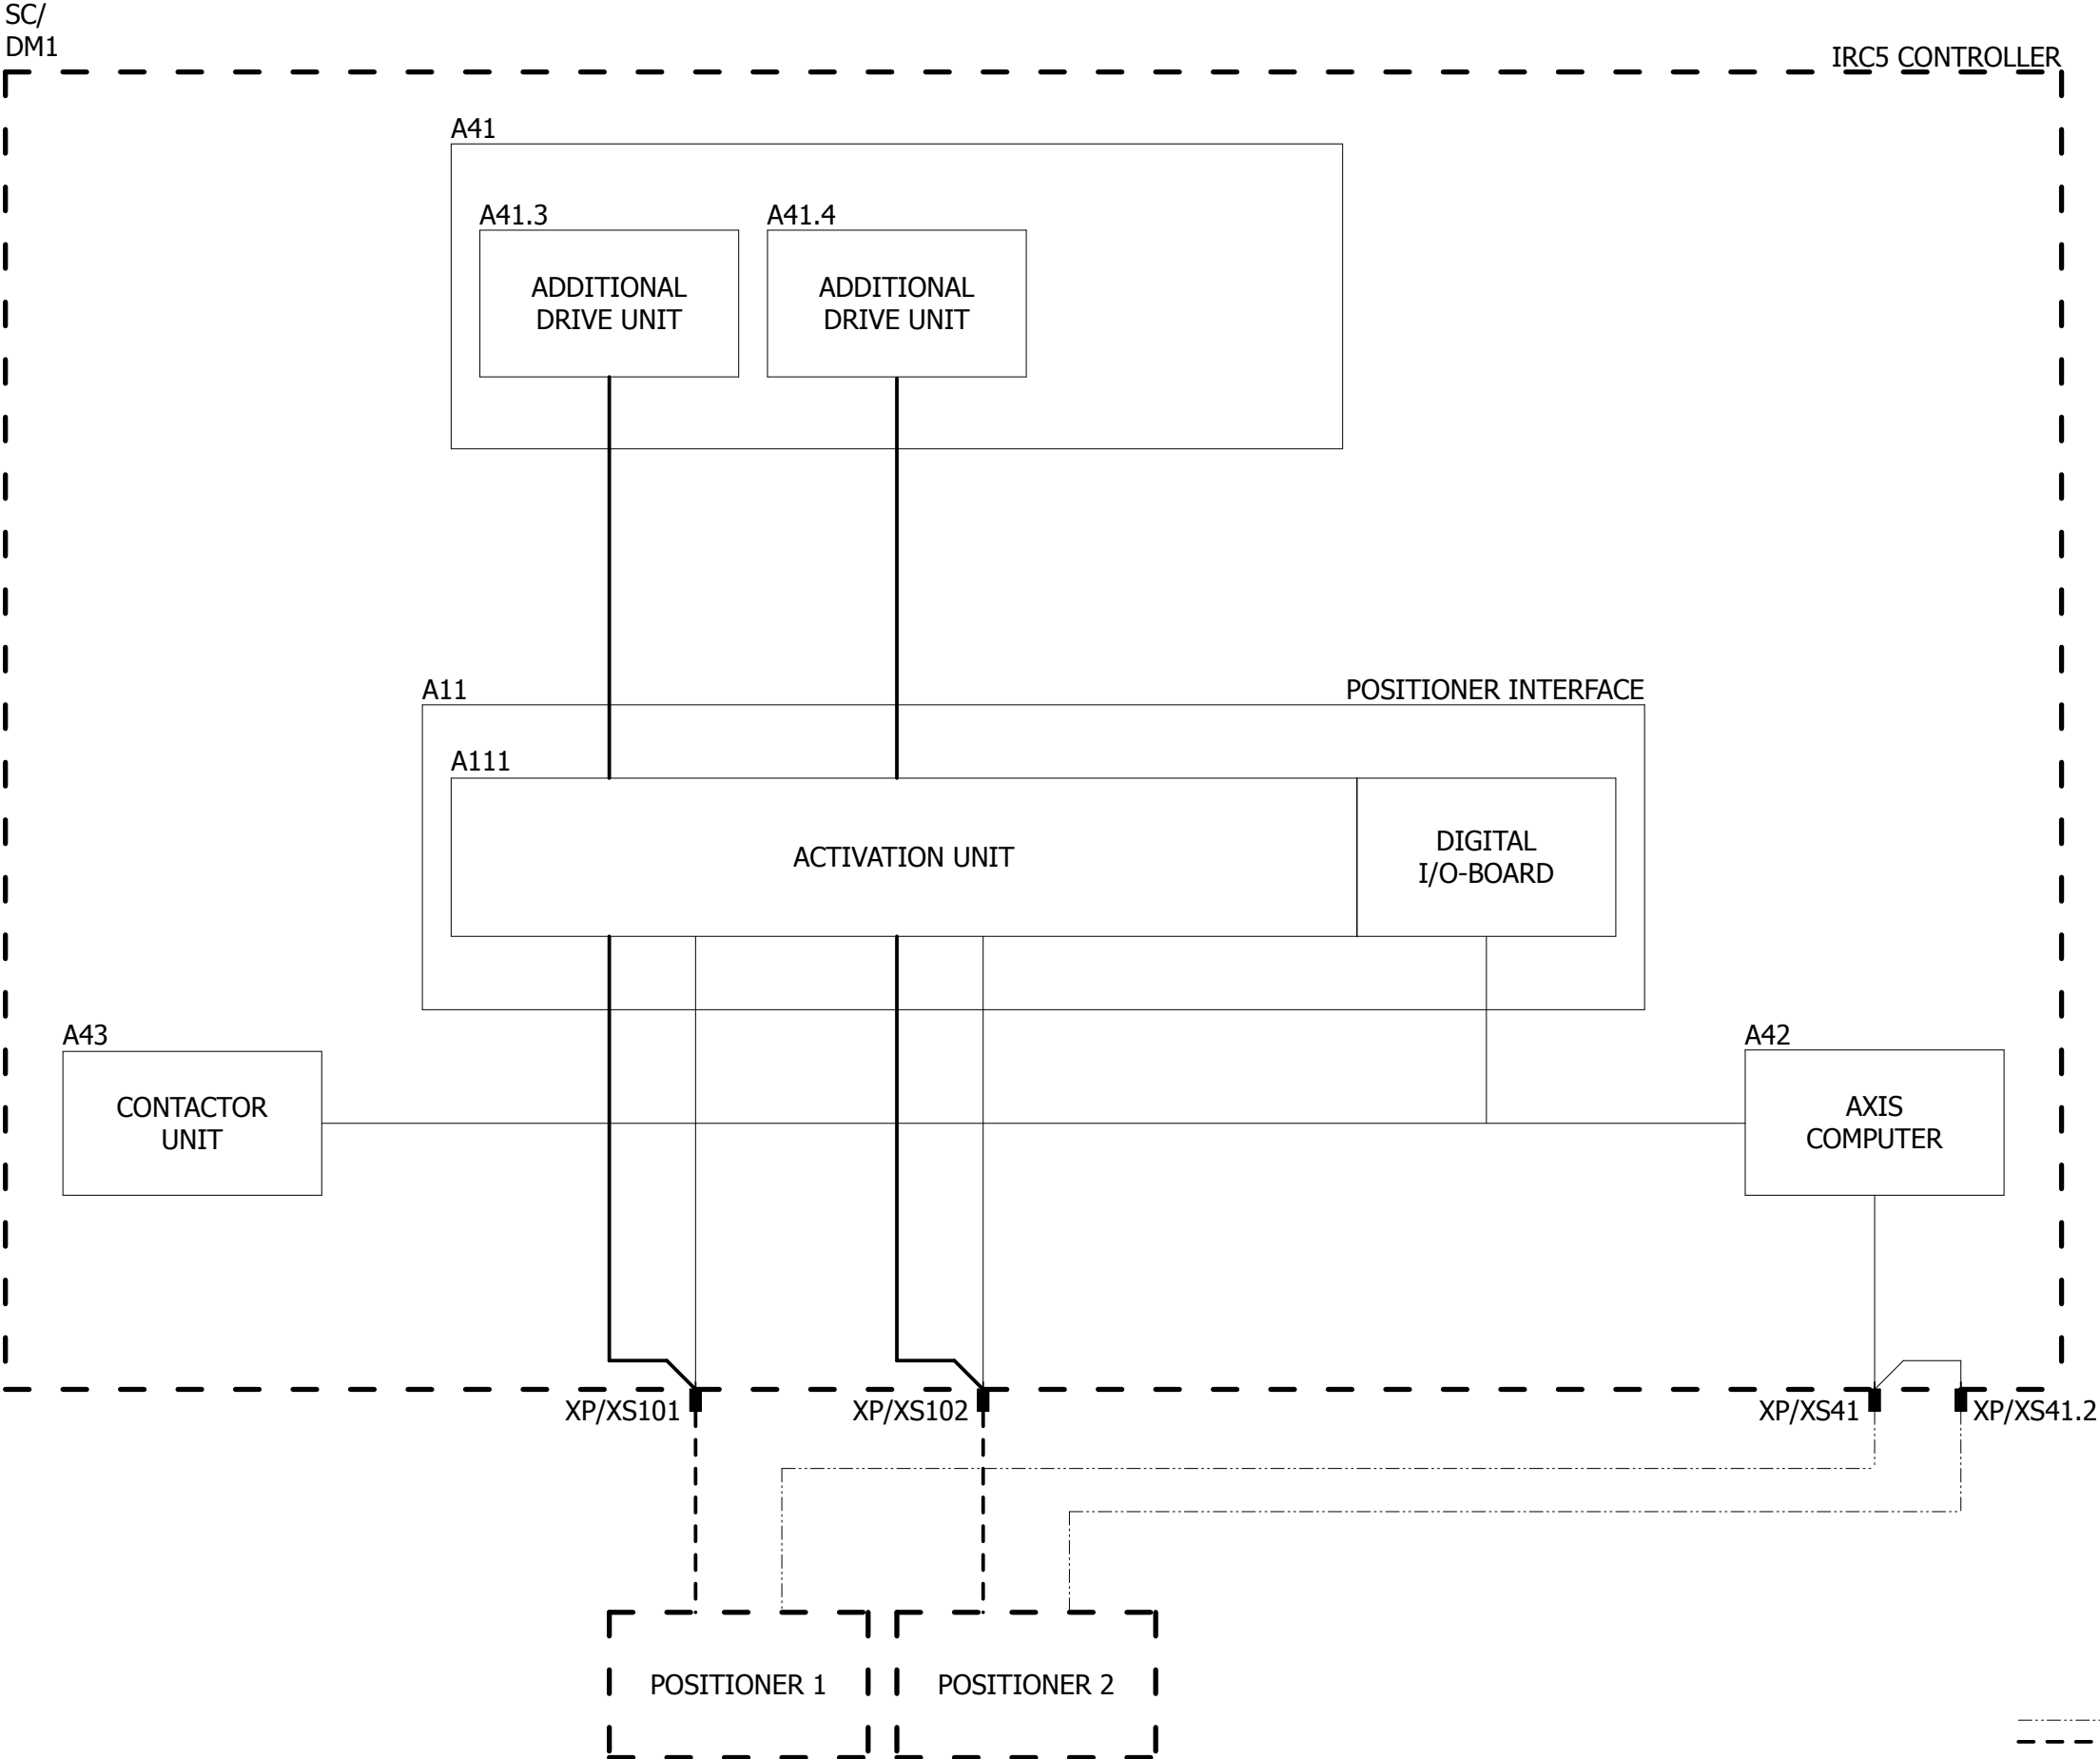 SC/
DM1
IRC5 CONTROLLER
A41
A41.3
A41.4
ADDITIONAL
DRIVE UNIT
ADDITIONAL
DRIVE UNIT
A11
POSITIONER INTERFACE
A111
ACTIVATION UNIT
DIGITAL
I/O-BOARD
A43
CONTACTOR
UNIT
A42
AXIS
COMPUTER
XP/XS101
XP/XS102
XP/XS41
XP/XS41.2
POSITIONER 1
POSITIONER 2